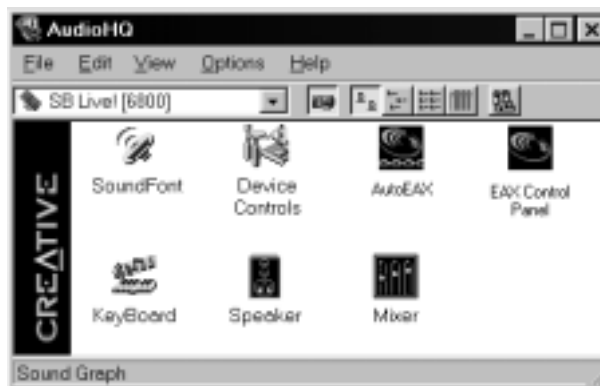 AudioHQ
File Edit View Options Help
SB Live! [6800]
CREATIVE
SoundFont
Device
Controls
AutoEAX
EAX Control
Panel
KeyBoard
Speaker
Mixer
Sound Graph